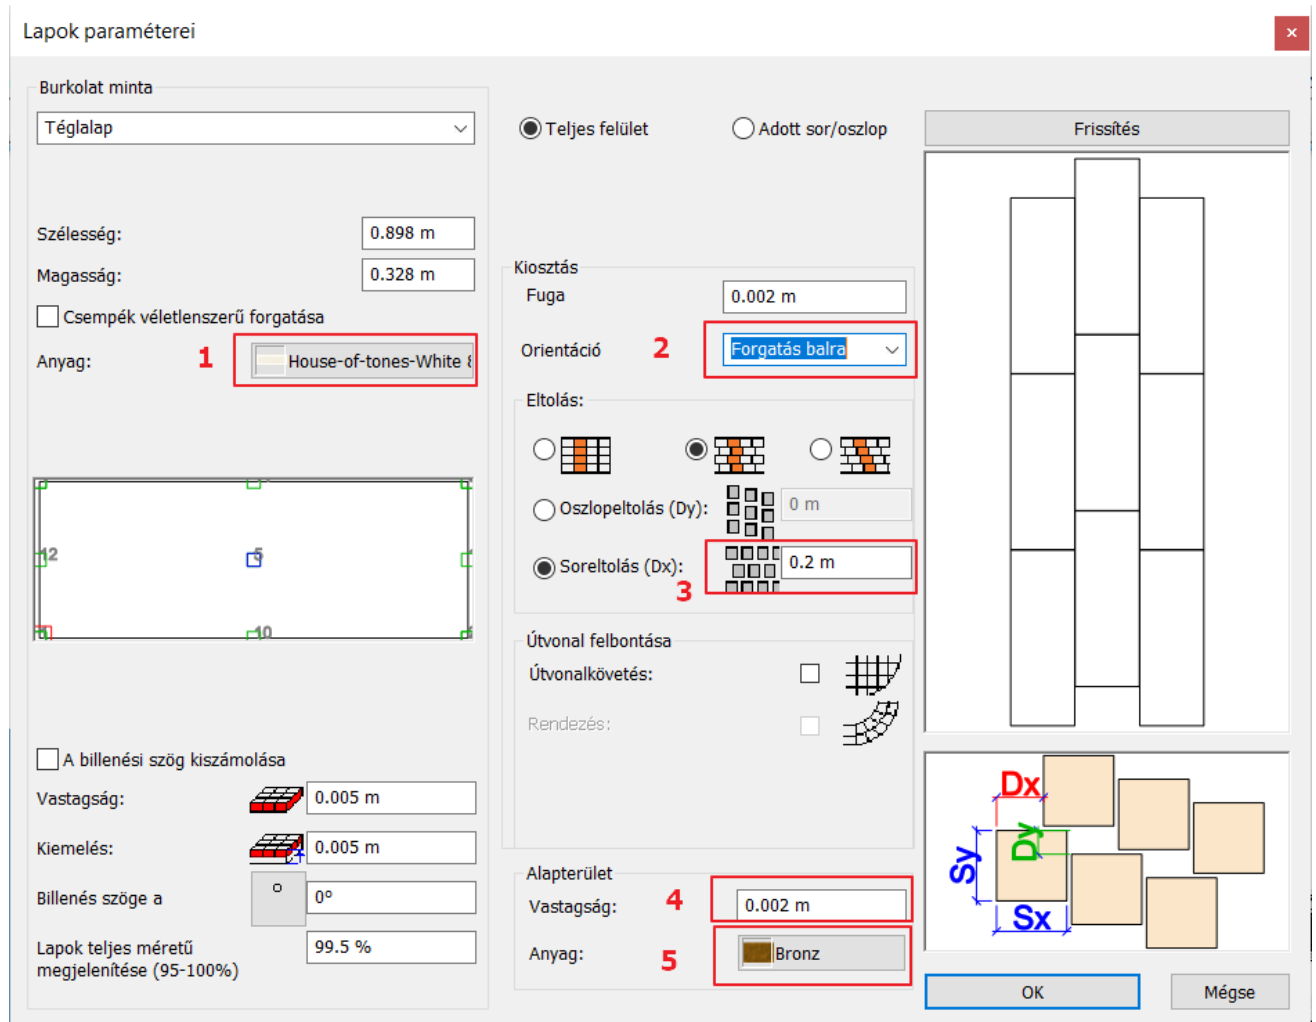 Lapok paraméterei
Burkolat minta
Téglalap
Szélesség:
0.898 m
Magasság:
0.328 m
Csempék véletlenszerű forgatása
Anyag:
1
House-of-tones-White
12
5
10
A billenési szög kiszámolása
Vastagság:
0.005 m
Kiemelés:
0.005 m
Billenés szöge a
0°
Lapok teljes méretű
megjelenítése (95-100%)
99.5 %
Teljes felület
Adott sor/oszlop
Kiosztás
Fuga
0.002 m
Orientáció
2
Forgatás balra
Eltolás:
Oszlopeltolás (Dy):
0 m
Soreltolás (Dx):
0.2 m
3
Útvonal felbontása
Útvonalkövetés:
Rendezés:
Alapterület
Vastagság:
4
0.002 m
Anyag:
5
Bronz
Frissítés
Dx
Dy
Sy
Sx
OK
Mégse